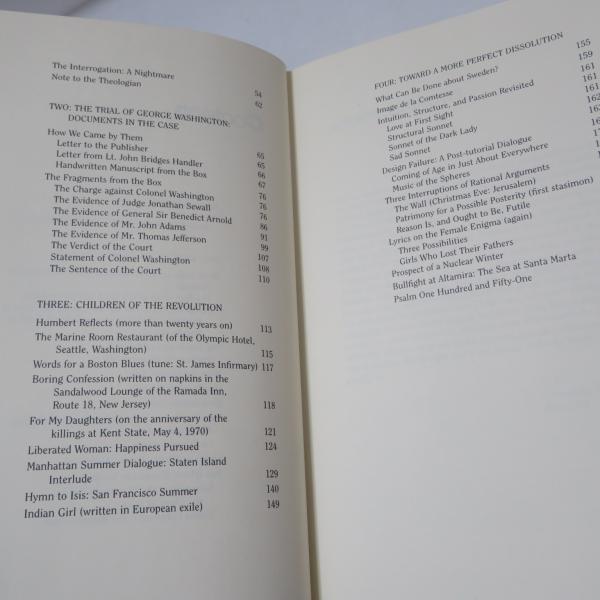 The Interrogation: A Nightmare 54
Note to the Theologian 62
TWO: THE TRIAL OF GEORGE WASHINGTON:
DOCUMENTS IN THE CASE
How We Came by Them
Letter to the Publisher 65
Letter from Lt. John Bridges Handler 65
Handwritten Manuscript from the Box 66
The Fragments from the Box 67
The Charge against Colonel Washington 76
The Evidence of Judge Jonathan Sewall 76
The Evidence of General Sir Benedict Arnold 86
The Evidence of Mr. John Adams 91
The Evidence of Mr. Thomas Jefferson 99
The Verdict of the Court 107
Statement of Colonel Washington 108
The Sentence of the Court 110
THREE: CHILDREN OF THE REVOLUTION
Humbert Reflects (more than twenty years on) 113
The Marine Room Restaurant (of the Olympic Hotel,
Seattle, Washington) 115
Words for a Boston Blues (tune: St. James Infirmary) 117
Boring Confession (written on napkins in the
Sandalwood Lounge of the Ramada Inn,
Route 18, New Jersey) 118
For My Daughters (on the anniversary of the
killings at Kent State, May 4, 1970) 121
Liberated Woman: Happiness Pursued 124
Manhattan Summer Dialogue: Staten Island
Interlude 129
Hymn to Isis: San Francisco Summer 140
Indian Girl (written in European exile) 149
FOUR: TOWARD A MORE PERFECT DISSOLUTION
What Can Be Done about Sweden? 155
Image de la Comtesse 159
Intuition, Structure, and Passion Revisited 161
Love at First Sight 161
Structural Sonnet 161
Sonnet of the Dark Lady 162
Sad Sonnet
Design Failure: A Post-tutorial Dialogue
Coming of Age in Just About Everywhere
Music of the Spheres
Three Interruptions of Rational Arguments
The Wall (Christmas Eve: Jerusalem)
Patrimony for a Possible Posterity (first stasimon)
Reason Is, and Ought to Be, Futile
Lyrics on the Female Enigma (again)
Three Possibilities
Girls Who Lost Their Fathers
Prospect of a Nuclear Winter
Bullfight at Altamira: The Sea at Santa Marta
Psalm One Hundred and Fifty-One